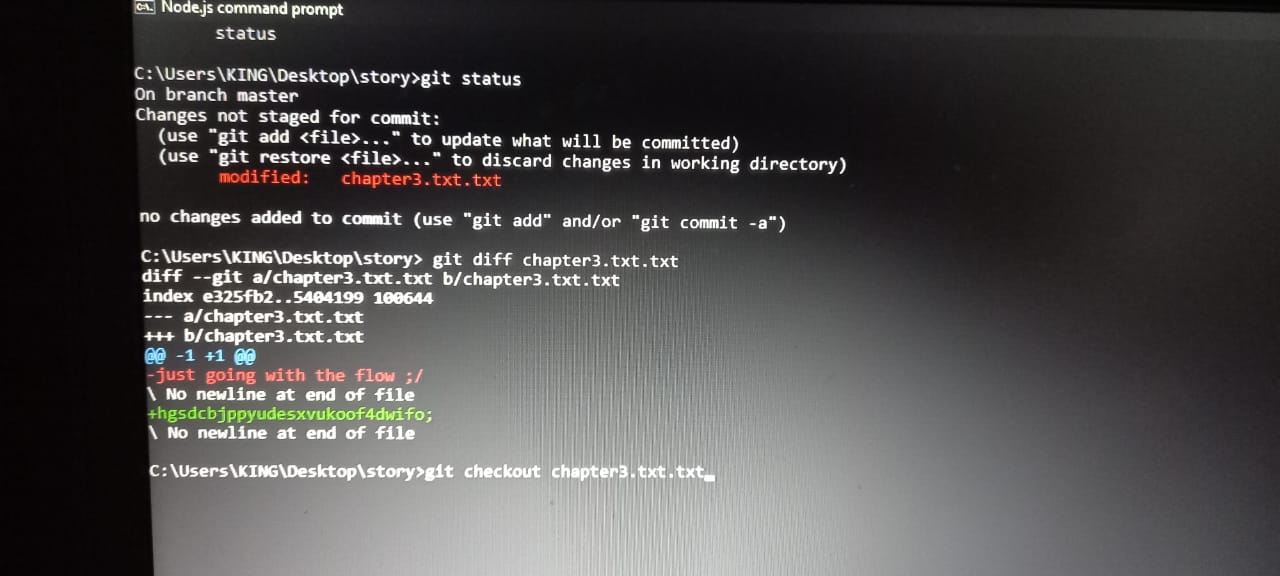 Node.js command prompt
status
C:\Users\KING\Desktop\story>git status
On branch master
Changes not staged for commit:
(use "git add <file>..." to update what will be committed)
(use "git restore <file>..." to discard changes in working directory)
modified: chapter3.txt.txt
no changes added to commit (use "git add" and/or "git commit -a")
C:\Users\KING\Desktop\story> git diff chapter3.txt.txt
diff --git a/chapter3.txt.txt b/chapter3.txt.txt
index e325fb2..5404199 100644
--- a/chapter3.txt.txt
+++ b/chapter3.txt.txt
@@ -1 +1 @@
-just going with the flow ;/
\ No newline at end of file
+hgsdcbjppyudesxvukoof4dwifo;
\ No newline at end of file
C:\Users\KING\Desktop\story>git checkout chapter3.txt.txt